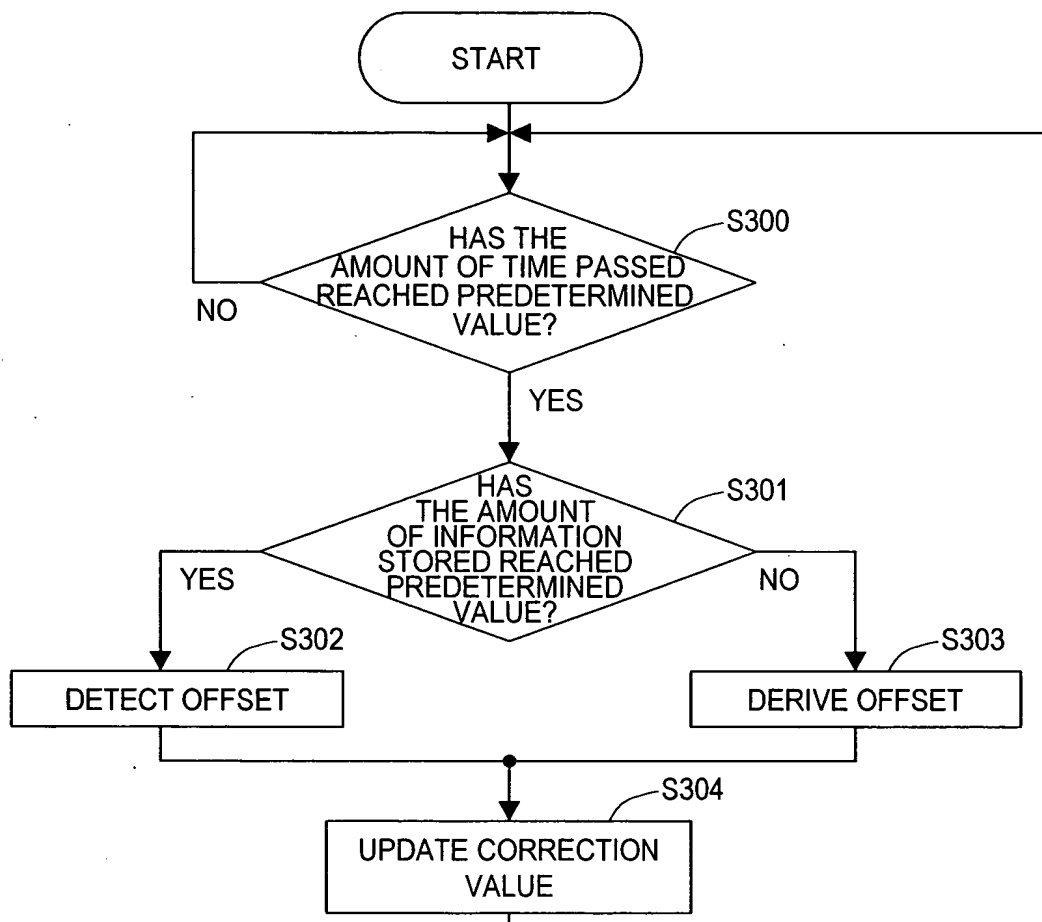 START
S300
HAS THE
AMOUNT OF TIME PASSED
REACHED PREDETERMINED
VALUE?
NO
YES
S301
HAS
THE AMOUNT
OF INFORMATION
STORED REACHED
PREDETERMINED
VALUE?
YES
NO
S302
DETECT OFFSET
S303
DERIVE OFFSET
S304
UPDATE CORRECTION
VALUE